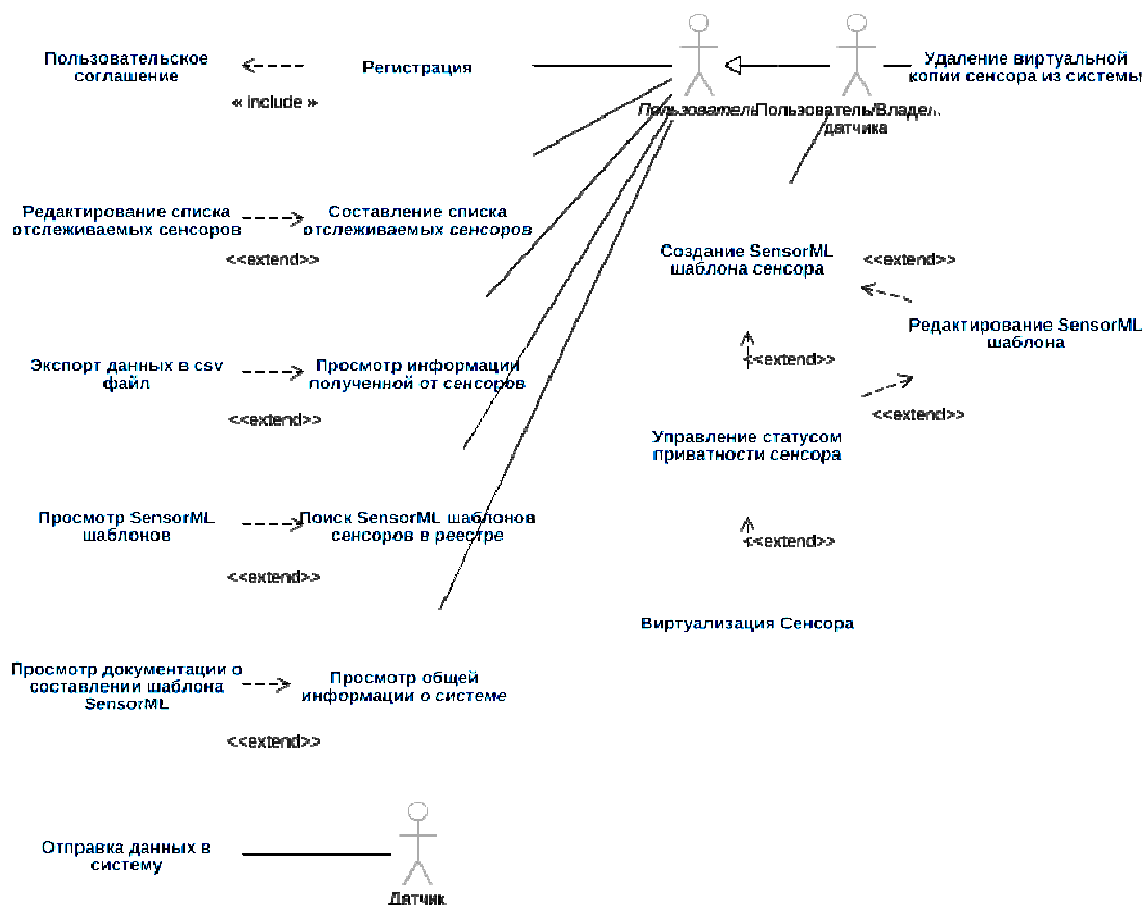 Пользовательское
соглашение
Регистрация
« include »
Пользователь
Пользователь/Владел...
датчика
Удаление виртуальной
копии сенсора из системы
Редактирование списка
отслеживаемых сенсоров
<<extend>>
Составление списка
отслеживаемых сенсоров
Создание SensorML
шаблона сенсора
<<extend>>
Редактирование SensorML
шаблона
<<extend>>
<<extend>>
Экспорт данных в csv
файл
<<extend>>
Просмотр информации
полученной от сенсоров
Управление статусом
приватности сенсора
<<extend>>
Просмотр SensorML
шаблонов
<<extend>>
Поиск SensorML шаблонов
сенсоров в реестре
Виртуализация Сенсора
Просмотр документации о
составлении шаблона
SensorML
<<extend>>
Просмотр общей
информации о системе
Отправка данных в
систему
Датчик